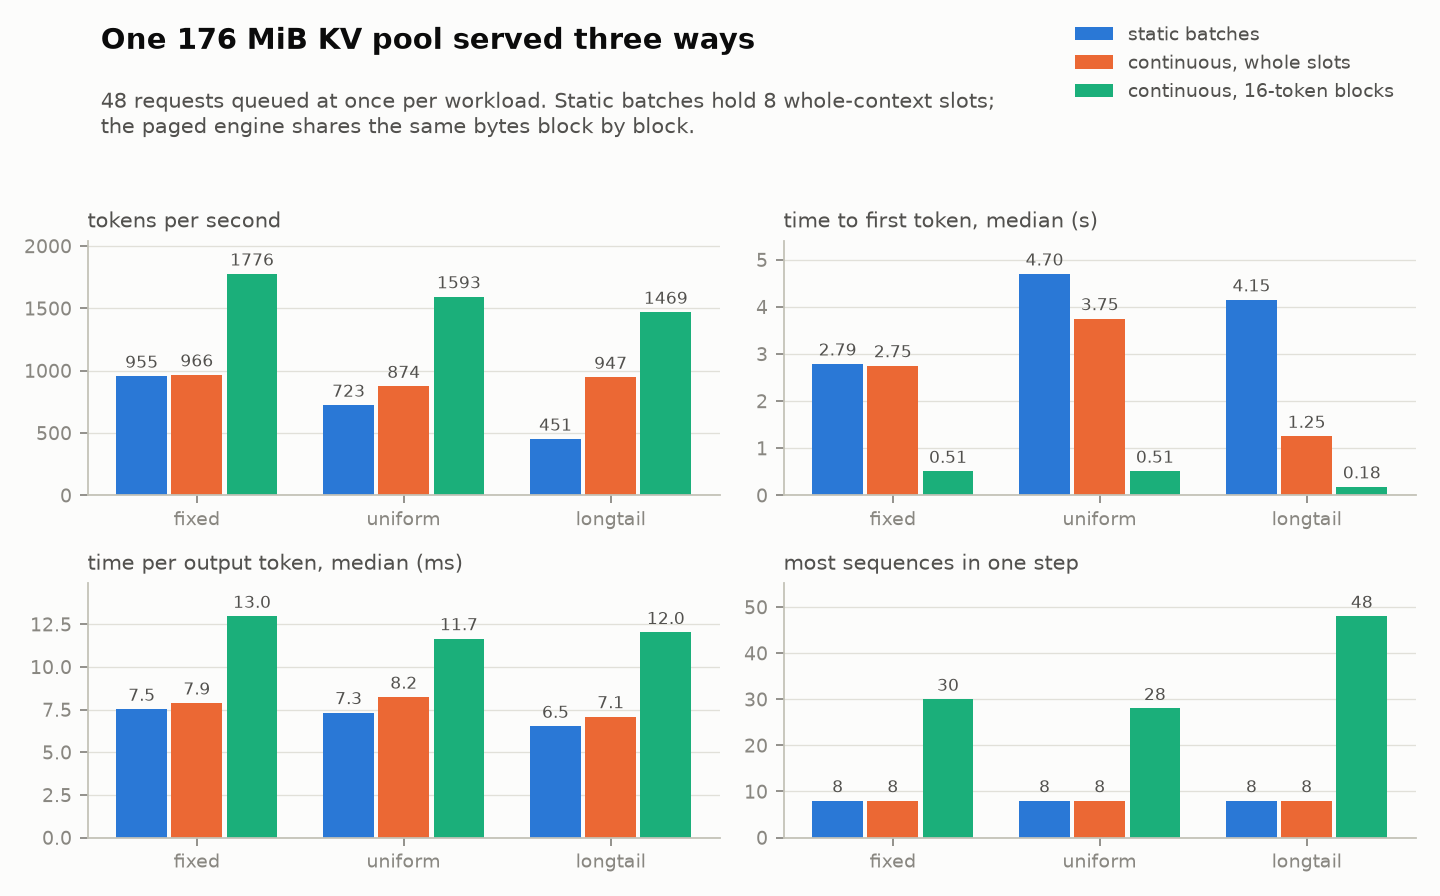 One 176 MiB KV pool served three ways
48 requests queued at once per workload. Static batches hold 8 whole-context slots;
the paged engine shares the same bytes block by block.
static batches
continuous, whole slots
continuous, 16-token blocks
tokens per second
2000
1500
1000
500
0
955 966 1776
723 874 1593
451 947 1469
fixed uniform longtail
time to first token, median (s)
5
4
3
2
1
0
2.79 2.75 0.51
4.70 3.75 0.51
4.15 1.25 0.18
fixed uniform longtail
time per output token, median (ms)
12.5
10.0
7.5
5.0
2.5
0.0
7.5 7.9 13.0
7.3 8.2 11.7
6.5 7.1 12.0
fixed uniform longtail
most sequences in one step
50
40
30
20
10
0
8 8 30
8 8 28
8 8 48
fixed uniform longtail